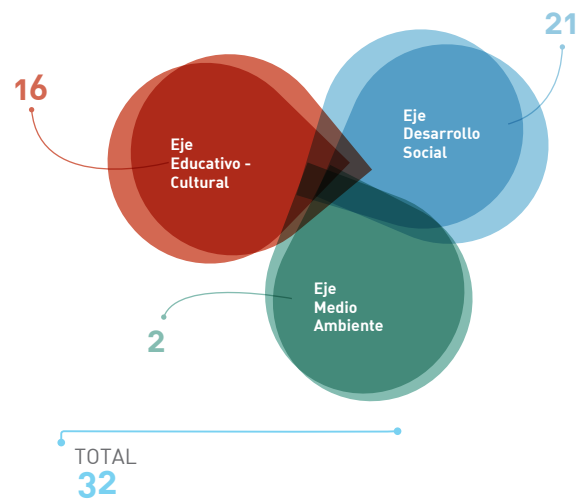 21
16
Eje
Desarrollo
Social
Eje
Educativo -
Cultural
Eje
Medio
Ambiente
2
TOTAL
32